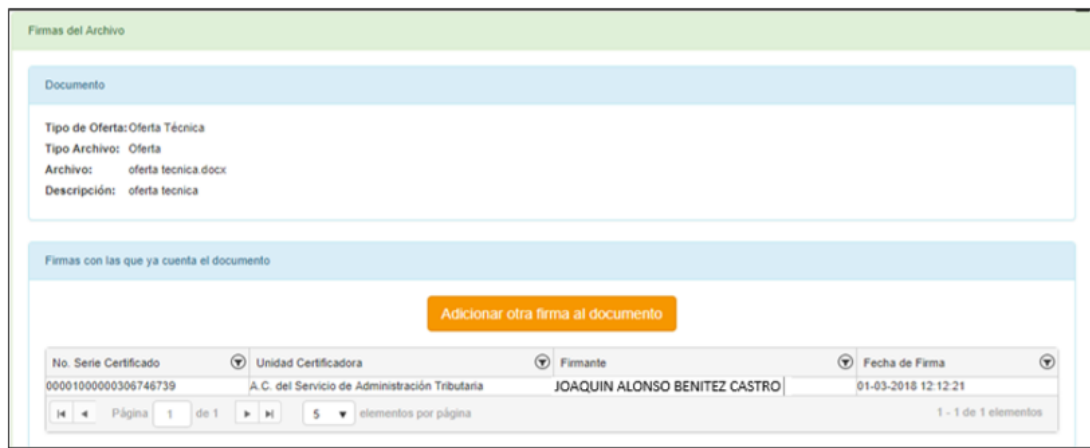 Firmas del Archivo
Documento
Tipo de Oferta: Oferta Técnica
Tipo Archivo: Oferta
Archivo: oferta tecnica.docx
Descripción: oferta tecnica
Firmas con las que ya cuenta el documento
Adicionar otra firma al documento
No. Serie Certificado Unidad Certificadora Firmante Fecha de Firma
00001000000306746739 A.C. del Servicio de Administración Tributaria JOAQUIN ALONSO BENITEZ CASTRO 01-03-2018 12:12:21
Página 1 de 1 5 elementos por página 1 - 1 de 1 elementos